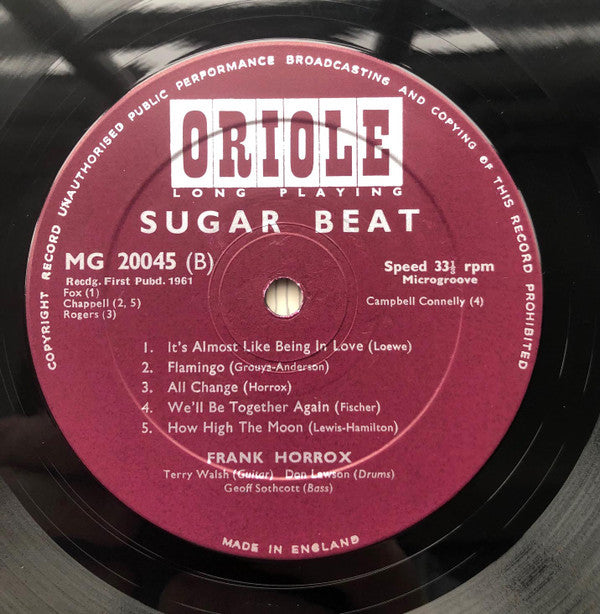 COPYRIGHT RECORD UNAUTHORISED PUBLIC PERFORMANCE BROADCASTING AND COPYING OF THIS RECORD PROHIBITED
ORIOLE
LONG PLAYING
SUGAR BEAT
MG 20045 (B)
Recdg. First Pubd. 1961
Fox (1)
Chappell (2, 5)
Rogers (3)
Speed 33⅓ rpm
Microgroove
Campbell Connelly (4)
1. It's Almost Like Being In Love (Loewe)
2. Flamingo (Grouya-Anderson)
3. All Change (Horrox)
4. We'll Be Together Again (Fischer)
5. How High The Moon (Lewis-Hamilton)
FRANK HORROX
Terry Walsh (Guitar) Don Lawson (Drums)
Geoff Sothcott (Bass)
MADE IN ENGLAND